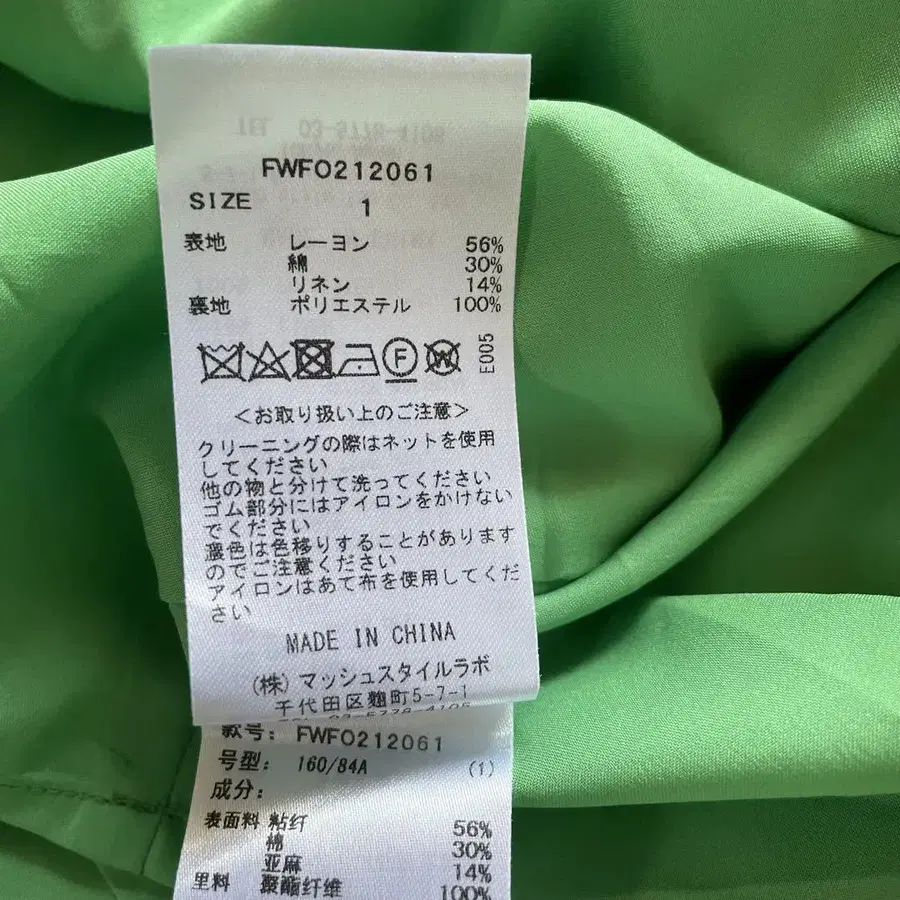 FWFO212061
SIZE 1
表地 レーヨン 56%
綿 30%
リネン 14%
裏地 ポリエステル 100%
F W E005
<お取り扱い上のご注意>
クリーニングの際はネットを使用
してください
他の物と分けて洗ってください
ゴム部分にはアイロンをかけない
でください
濃色は色移りすることがあります
のでご注意ください
アイロンはあて布を使用してくだ
さい
MADE IN CHINA
(株)マッシュスタイルラボ
千代田区麹町5-7-1
TEL 03-5778-4105
款号: FWFO212061
号型: 160/84A (1)
成分:
表面料 粘纤 56%
棉 30%
亚麻 14%
里料 聚酯纤维 100%